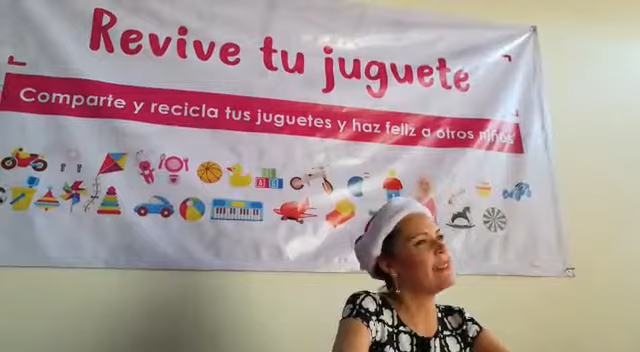 Revive tu juguete
Comparte y recicla tus juguetes y haz feliz a otros niños